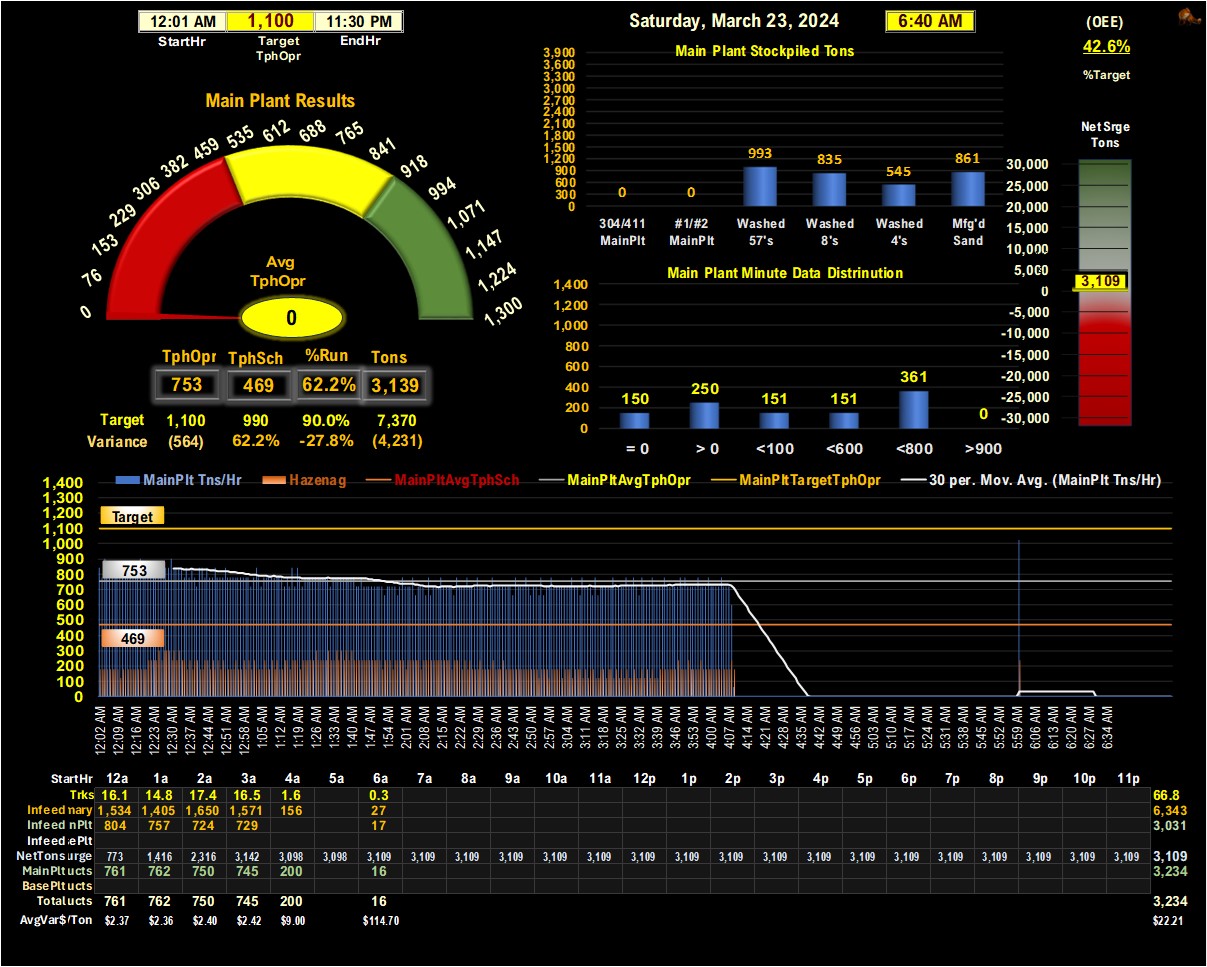 12:01 AM 1,100 11:30 PM
StartHr Target TphOpr EndHr
Saturday, March 23, 2024 6:40 AM
(OEE)
42.6%
%Target
Main Plant Results
0 76 153 229 306 382 459 535 612 688 765 841 918 994 1,071 1,147 1,224 1,300
Avg
TphOpr
0
TphOpr TphSch %Run Tons
753 469 62.2% 3,139
Target 1,100 990 90.0% 7,370
Variance (564) 62.2% -27.8% (4,231)
Main Plant Stockpiled Tons
3,900
3,600
3,300
3,000
2,700
2,400
2,100
1,800
1,500
1,200
900
600
300
0
0 0 993 835 545 861
304/411 #1/#2 Washed Washed Washed Mfg'd
MainPlt MainPlt 57's 8's 4's Sand
Main Plant Minute Data Distrinution
1,400
1,200
1,000
800
600
400
200
0
150 250 151 151 361 0
= 0 > 0 <100 <600 <800 >900
Net Srge
Tons
30,000
25,000
20,000
15,000
10,000
5,000
0
-5,000
-10,000
-15,000
-20,000
-25,000
-30,000
3,109
MainPlt Tns/Hr Hazenag MainPltAvgTphSch MainPltAvgTphOpr MainPltTargetTphOpr 30 per. Mov. Avg. (MainPlt Tns/Hr)
1,400
1,300
1,200
1,100
1,000
900
800
700
600
500
400
300
200
100
0
Target
753
469
12:02 AM 12:09 AM 12:16 AM 12:23 AM 12:30 AM 12:37 AM 12:44 AM 12:51 AM 12:58 AM 1:05 AM 1:12 AM 1:19 AM 1:26 AM 1:33 AM 1:40 AM 1:47 AM 1:54 AM 2:01 AM 2:08 AM 2:15 AM 2:22 AM 2:29 AM 2:36 AM 2:43 AM 2:50 AM 2:57 AM 3:04 AM 3:11 AM 3:18 AM 3:25 AM 3:32 AM 3:39 AM 3:46 AM 3:53 AM 4:00 AM 4:07 AM 4:14 AM 4:21 AM 4:28 AM 4:35 AM 4:42 AM 4:49 AM 4:56 AM 5:03 AM 5:10 AM 5:17 AM 5:24 AM 5:31 AM 5:38 AM 5:45 AM 5:52 AM 5:59 AM 6:06 AM 6:13 AM 6:20 AM 6:27 AM 6:34 AM
StartHr 12a 1a 2a 3a 4a 5a 6a 7a 8a 9a 10a 11a 12p 1p 2p 3p 4p 5p 6p 7p 8p 9p 10p 11p
Trks 16.1 14.8 17.4 16.5 1.6 0.3 66.8
Infeed nary 1,534 1,405 1,650 1,571 156 27 6,343
Infeed nPlt 804 757 724 729 17 3,031
Infeed ePlt
NetTons urge 773 1,416 2,316 3,142 3,098 3,098 3,109 3,109 3,109 3,109 3,109 3,109 3,109 3,109 3,109 3,109 3,109 3,109 3,109 3,109 3,109 3,109 3,109 3,109 3,109
MainPlt ucts 761 762 750 745 200 16 3,234
BasePlt ucts
Total ucts 761 762 750 745 200 16 3,234
AvgVar$/Ton $2.37 $2.36 $2.40 $2.42 $9.00 $114.70 $22.21